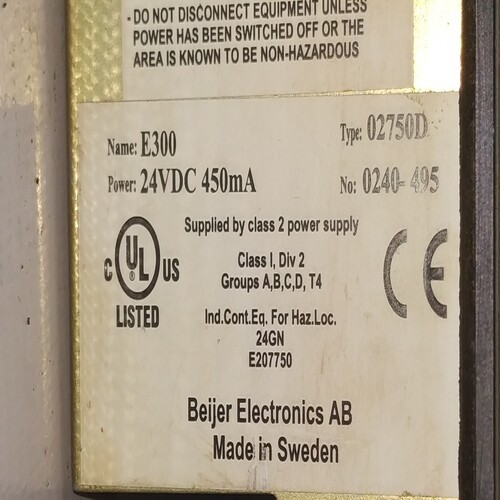 - DO NOT DISCONNECT EQUIPMENT UNLESS
POWER HAS BEEN SWITCHED OFF OR THE
AREA IS KNOWN TO BE NON-HAZARDOUS
Name: E300 Type: 02750D
Power: 24VDC 450mA No: 0240-495
Supplied by class 2 power supply
Class I, Div 2
Groups A,B,C,D, T4
C UL ® US
LISTED
CE
Ind.Cont.Eq. For Haz.Loc.
24GN
E207750
Beijer Electronics AB
Made in Sweden